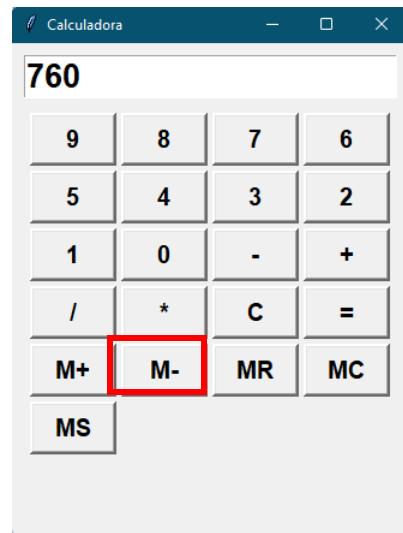 Calculadora
760
9 8 7 6
5 4 3 2
1 0 - +
/ * C =
M+ M- MR MC
MS